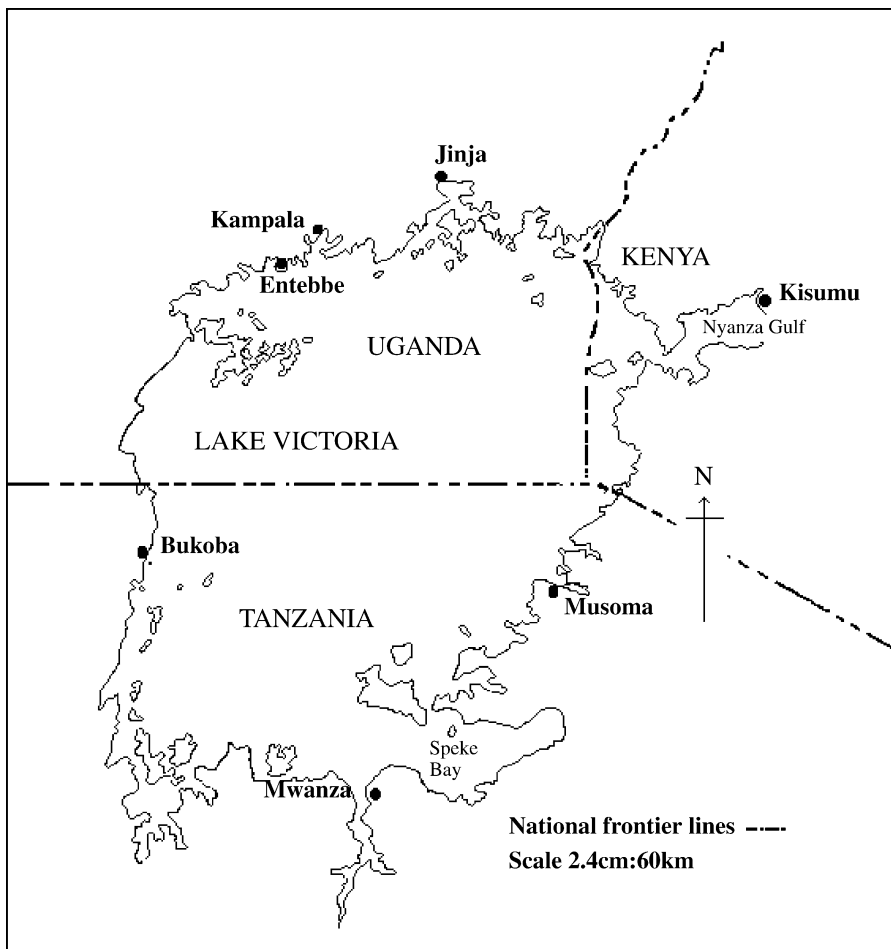 Jinja
Kampala
KENYA
Entebbe
Kisumu
Nyanza Gulf
UGANDA
LAKE VICTORIA
N
Bukoba
Musoma
TANZANIA
Speke
Bay
Mwanza
National frontier lines
Scale 2.4cm:60km